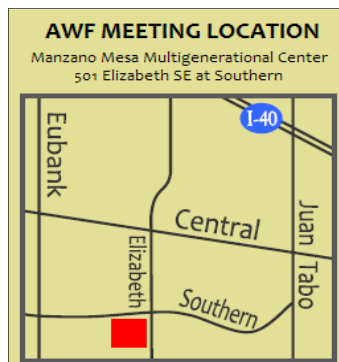 AWF MEETING LOCATION
Manzano Mesa Multigenerational Center
501 Elizabeth SE at Southern
I-40
Eubank
Central
Juan Tabo
Elizabeth
Southern